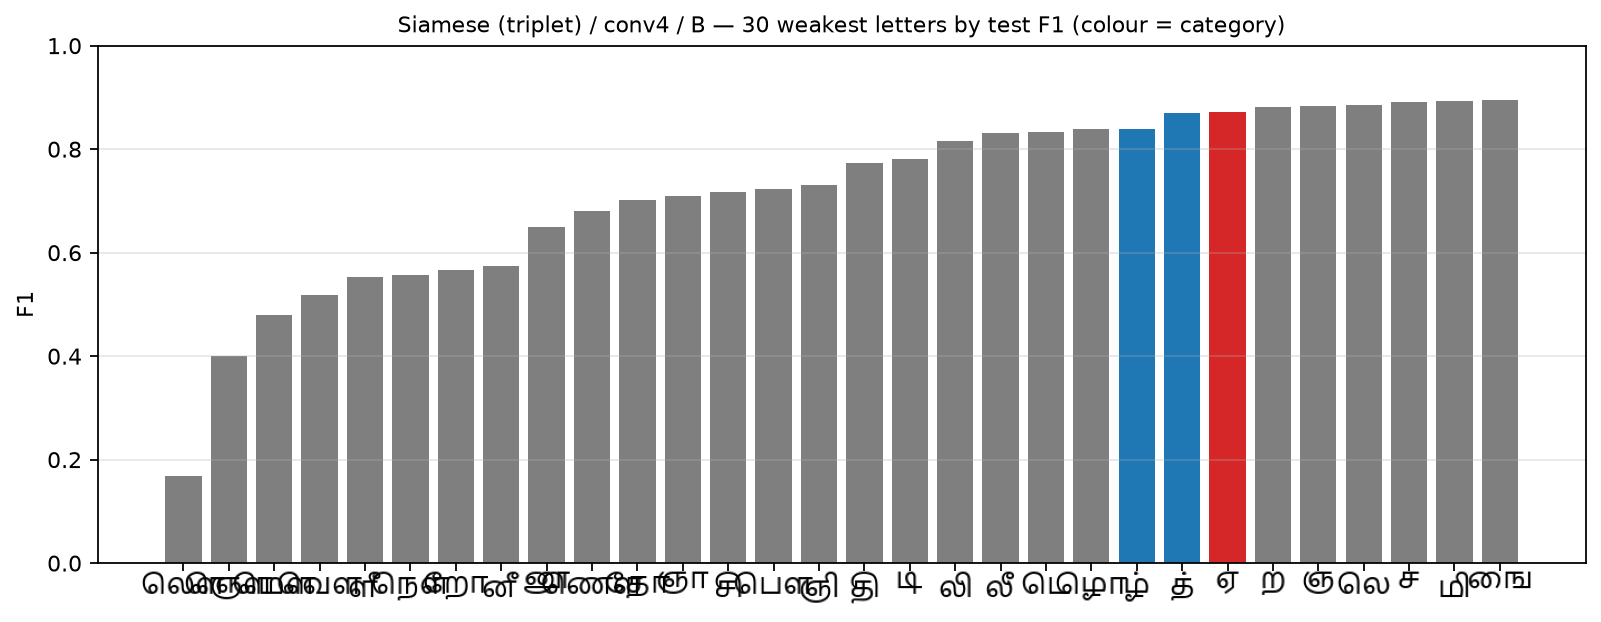 Siamese (triplet) / conv4 / B — 30 weakest letters by test F1 (colour = category)
1.0
0.8
0.6
0.4
0.2
0.0
F1
ளீ றோ னீ ஞா சி பௌ ஞி தி டி லி லீ டெ ழொ ழ் த் ஏ ற ஞ லெ ச மி ஙை